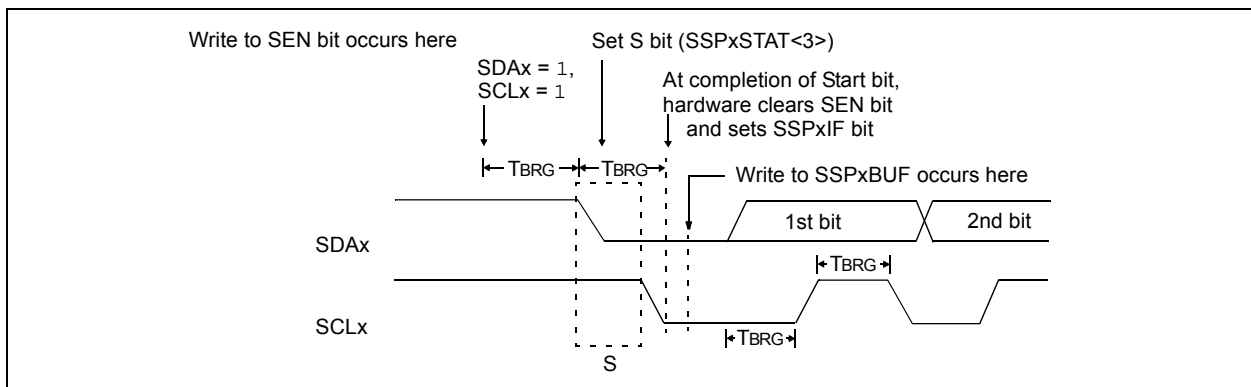 Write to SEN bit occurs here
Set S bit (SSPxSTAT<3>)
SDAx = 1,
SCLx = 1
At completion of Start bit,
hardware clears SEN bit
and sets SSPxIF bit
TBRG
TBRG
Write to SSPxBUF occurs here
SDAx
1st bit
2nd bit
TBRG
SCLx
TBRG
S